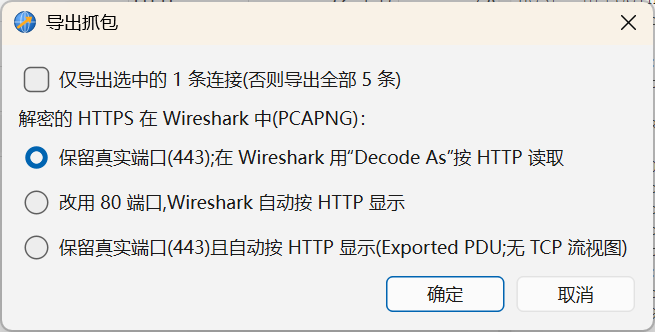 导出抓包
仅导出选中的 1 条连接(否则导出全部 5 条)
解密的 HTTPS 在 Wireshark 中(PCAPNG):
保留真实端口(443);在 Wireshark 用“Decode As”按 HTTP 读取
改用 80 端口,Wireshark 自动按 HTTP 显示
保留真实端口(443)且自动按 HTTP 显示(Exported PDU;无 TCP 流视图)
确定
取消